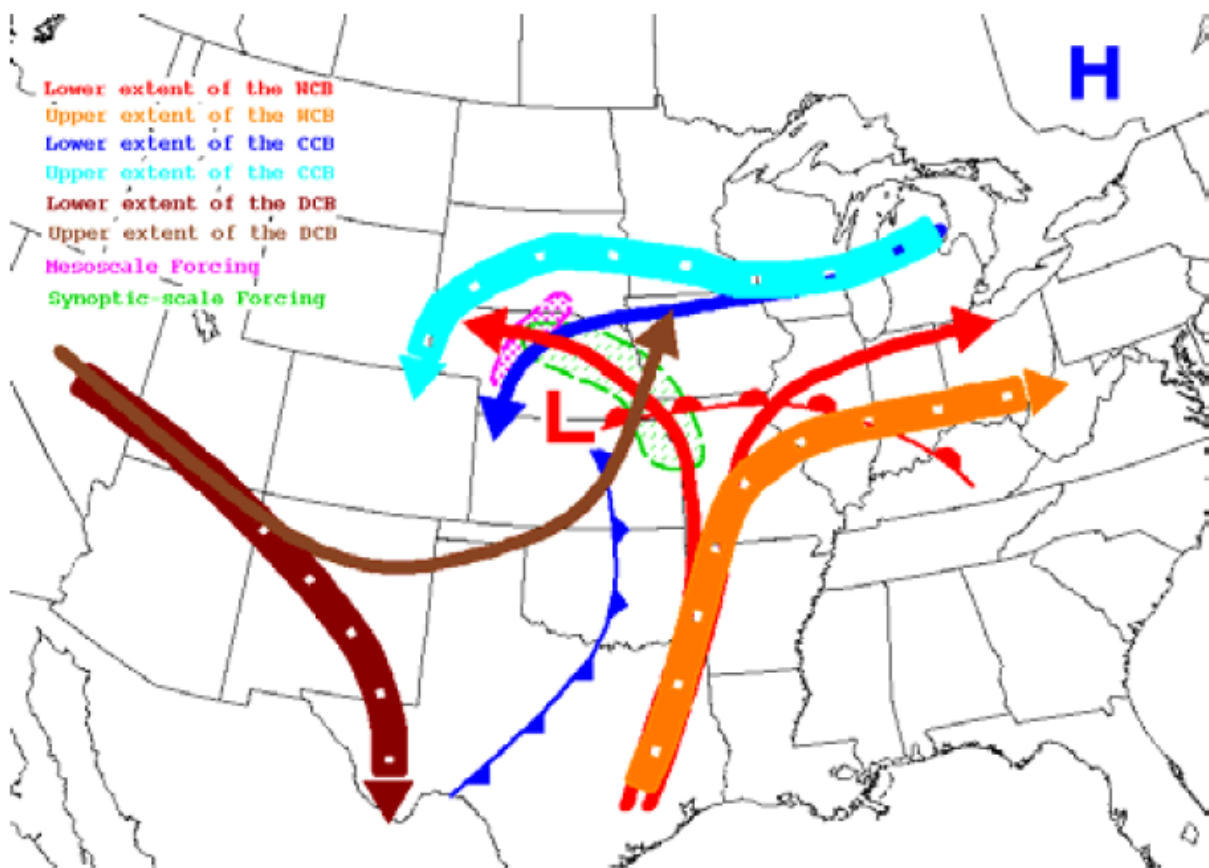 H
Lower extent of the WCB
Upper extent of the WCB
Lower extent of the CCB
Upper extent of the CCB
Lower extent of the DCB
Upper extent of the DCB
Mesoscale Forcing
Synoptic-scale Forcing
L